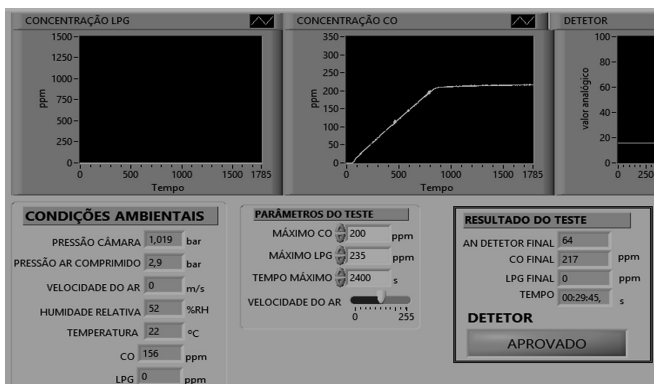 CONCENTRAÇÃO LPG
1500
1250
1000
ppm
750
500
250
0
0 500 1000 1500 1785
Tempo
CONCENTRAÇÃO CO
350
300
250
ppm
200
150
100
50
0
0 500 1000 1500 1785
Tempo
DETETOR
100
80
valor analógico
60
40
20
0
0 250
CONDIÇÕES AMBIENTAIS
PRESSÃO CÂMARA 1,019 bar
PRESSÃO AR COMPRIMIDO 2,9 bar
VELOCIDADE DO AR 0 m/s
HUMIDADE RELATIVA 52 %RH
TEMPERATURA 22 ºC
CO 156 ppm
LPG 0 ppm
PARÂMETROS DO TESTE
MÁXIMO CO 200 ppm
MÁXIMO LPG 235 ppm
TEMPO MÁXIMO 2400 s
VELOCIDADE DO AR
0 255
RESULTADO DO TESTE
AN DETETOR FINAL 64
CO FINAL 217 ppm
LPG FINAL 0 ppm
TEMPO 00:29:45, s
DETETOR
APROVADO